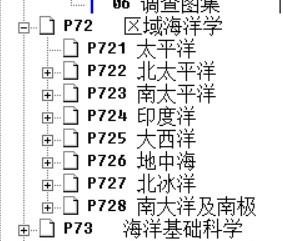 06 调查图集
P72 区域海洋学
P721 太平洋
P722 北太平洋
P723 南太平洋
P724 印度洋
P725 大西洋
P726 地中海
P727 北冰洋
P728 南大洋及南极
P73 海洋基础科学